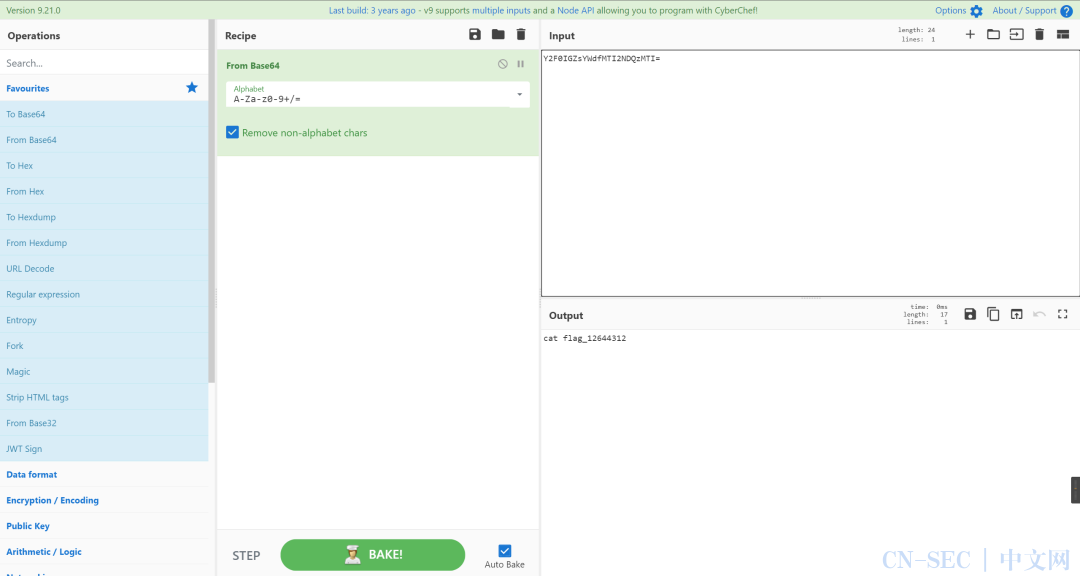 Version 9.21.0
Last build: 3 years ago - v9 supports multiple inputs and a Node API allowing you to program with CyberChef!
Options
About / Support
Operations
Search...
Favourites
To Base64
From Base64
To Hex
From Hex
To Hexdump
From Hexdump
URL Decode
Regular expression
Entropy
Fork
Magic
Strip HTML tags
From Base32
JWT Sign
Data format
Encryption / Encoding
Public Key
Arithmetic / Logic
Recipe
From Base64
Alphabet
A-Za-z0-9+/=
Remove non-alphabet chars
STEP
BAKE!
Auto Bake
Input
length: 24
lines: 1
Y2F0IGZsYWdfMTI2NDQzMTI=
Output
time: 0ms
length: 17
lines: 1
cat flag_12644312
CN-SEC | 中文网